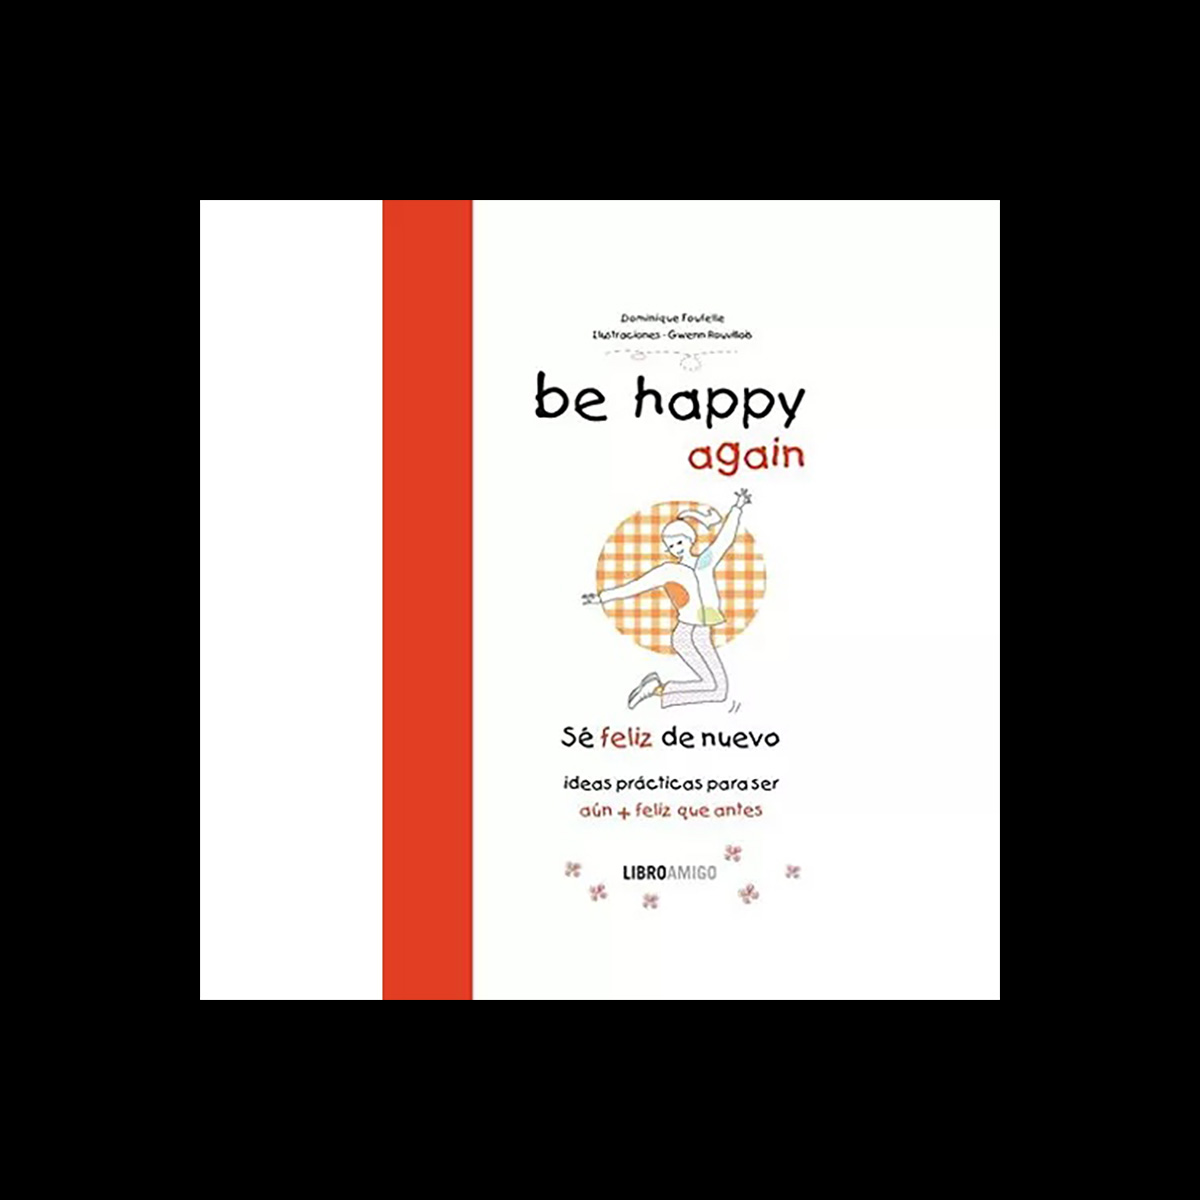 Dominique Foufelle
Ilustraciones - Gwenn Rouvillois
be happy
again
Sé feliz de nuevo
ideas prácticas para ser
aún + feliz que antes
LIBROAMIGO